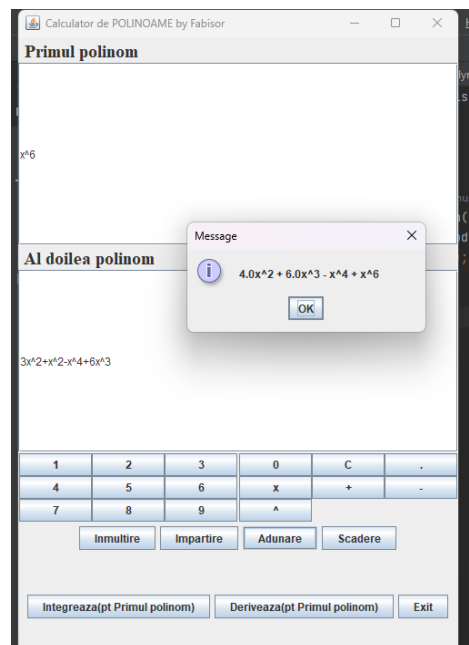 Calculator de POLINOAME by Fabisor
Primul polinom
x^6
Message
4.0x^2 + 6.0x^3 - x^4 + x^6
OK
Al doilea polinom
3x^2+x^2-x^4+6x^3
1 2 3 0 C .
4 5 6 x + -
7 8 9 ^
Inmultire Impartire Adunare Scadere
Integreaza(pt Primul polinom) Deriveaza(pt Primul polinom) Exit